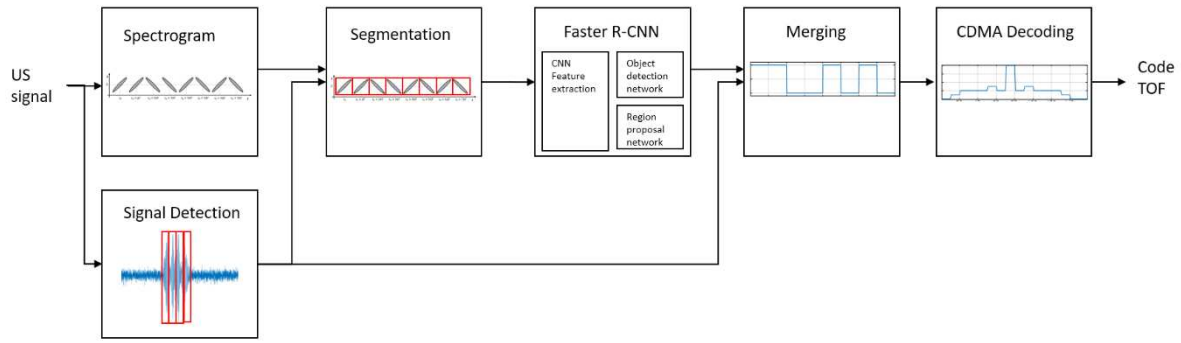 US
signal
Spectrogram
Segmentation
Faster R-CNN
CNN
Feature
extraction
Object
detection
network
Region
proposal
network
Merging
CDMA Decoding
Code
TOF
Signal Detection